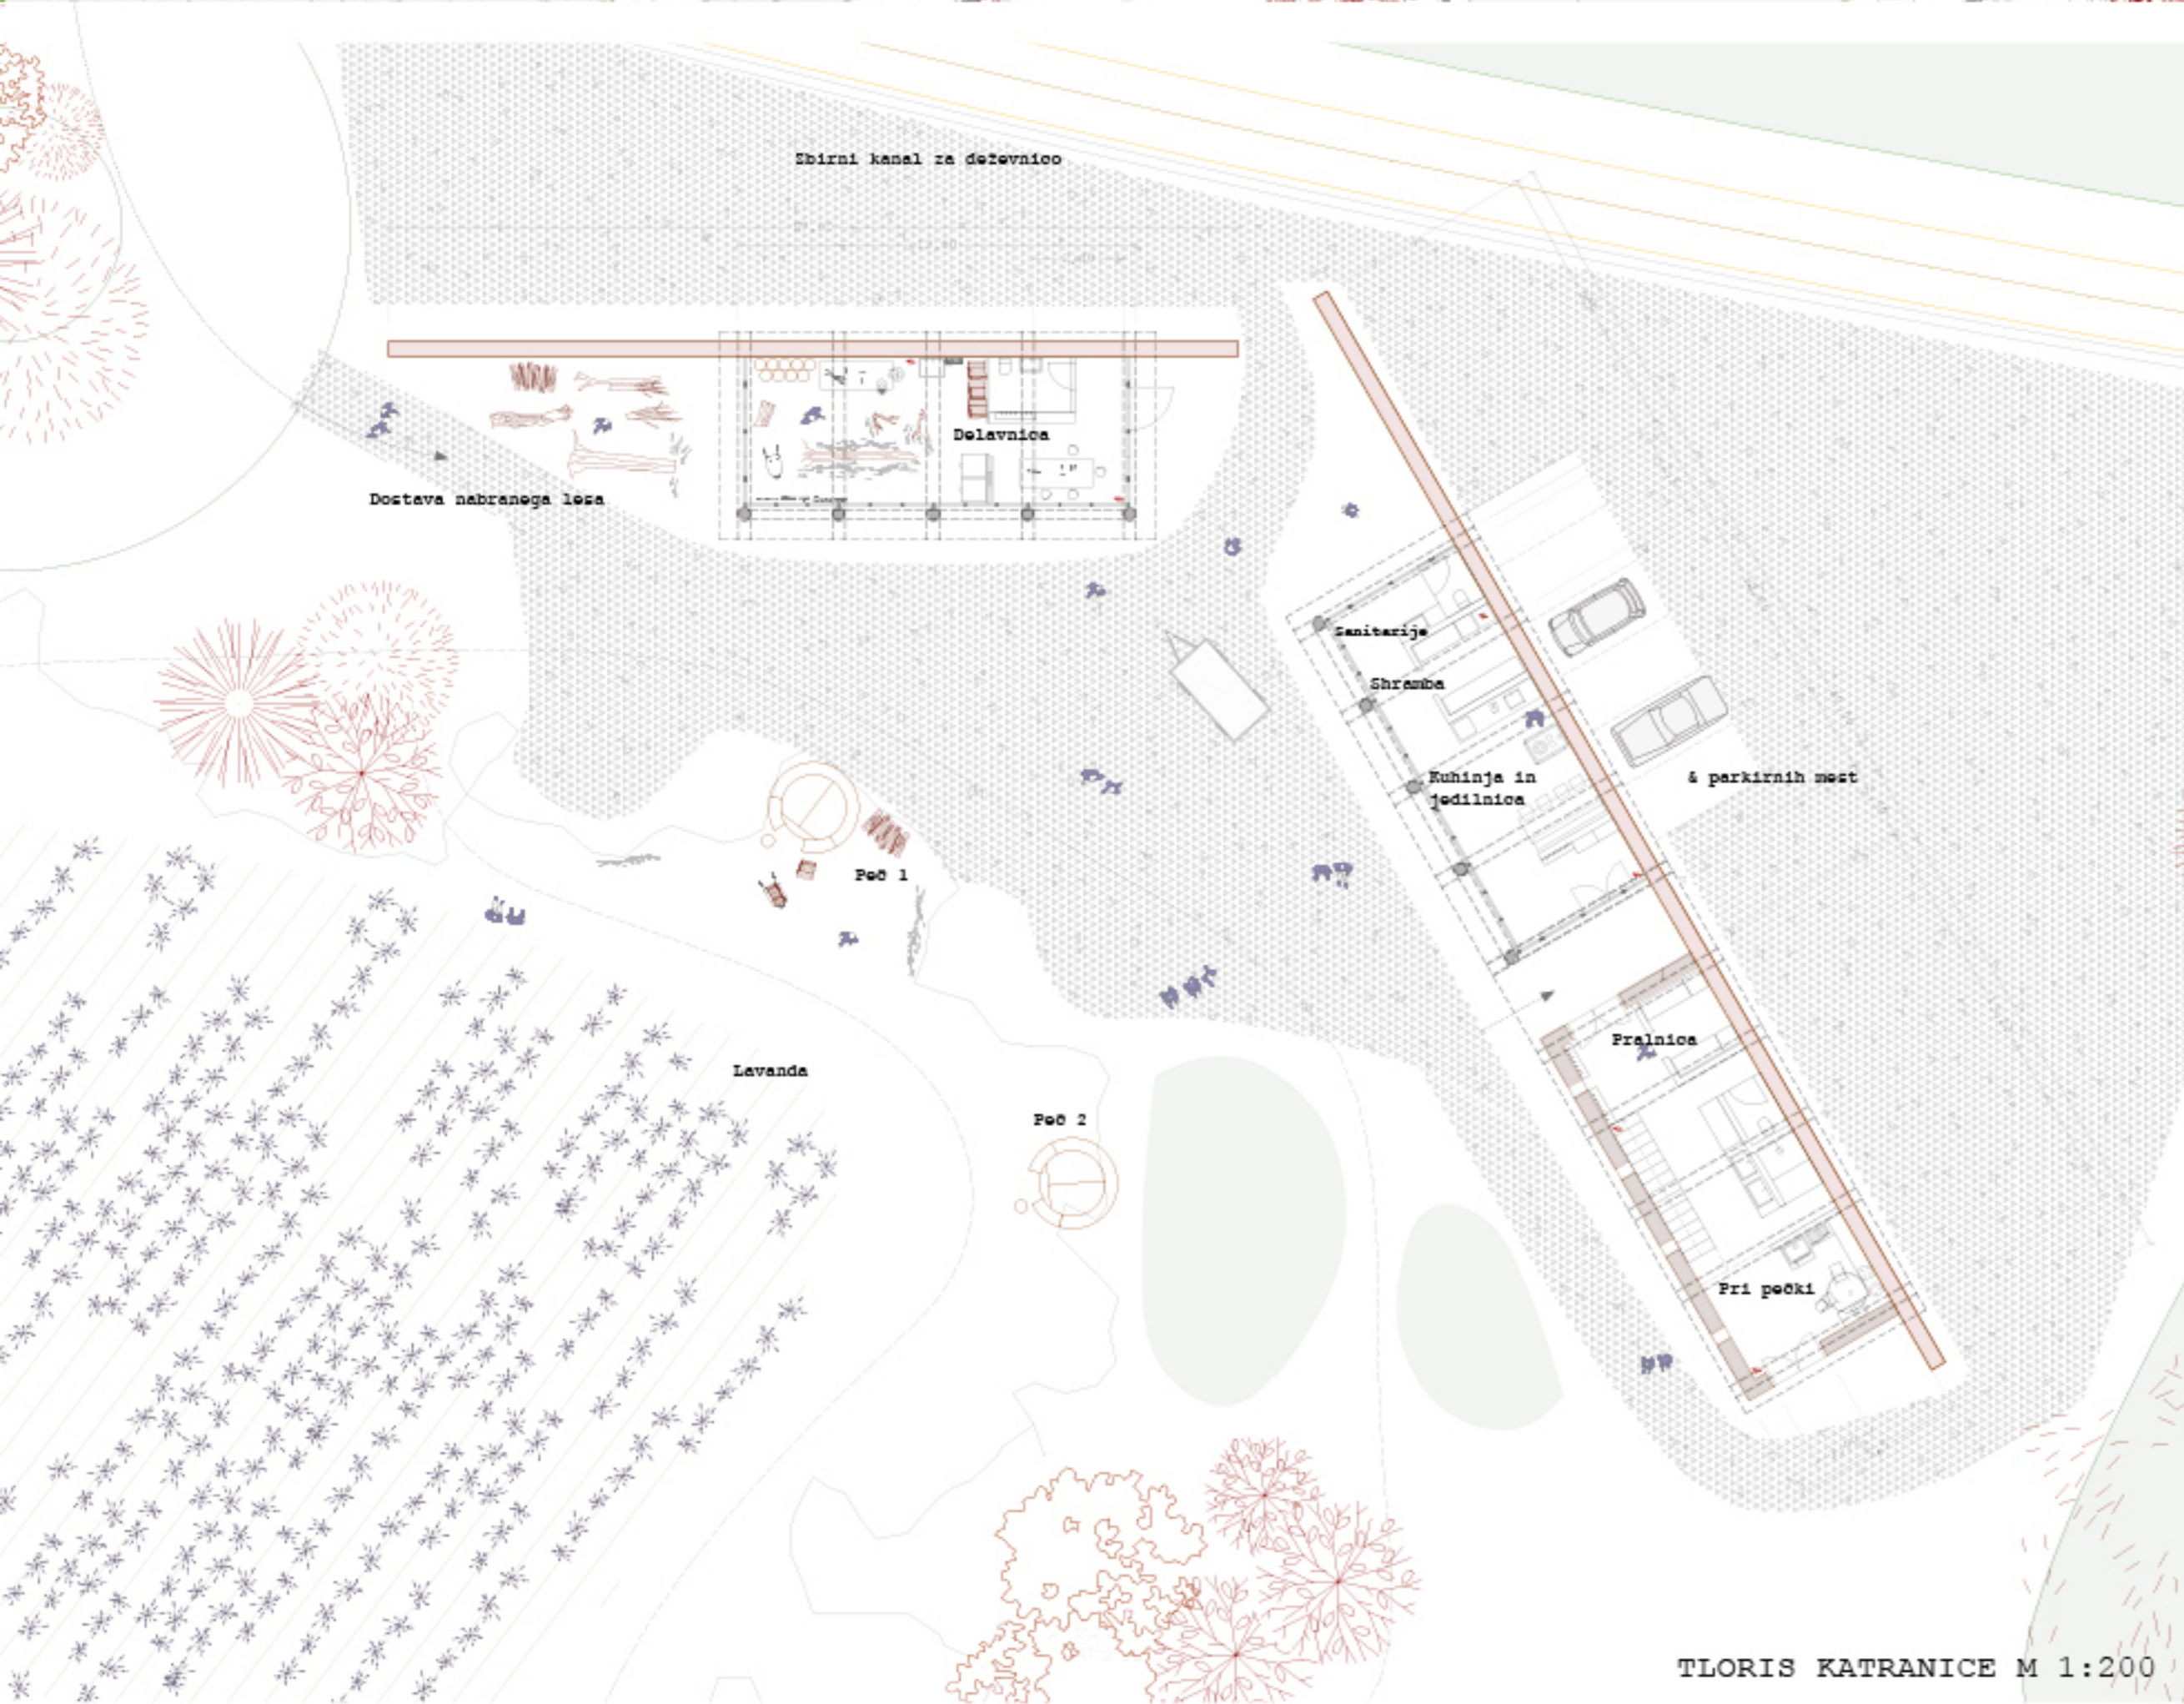 Zbirni kanal za deževnico
Delavnica
Dostava nabranega lesa
Sanitarije
Shramba
Kuhinja in
jedilnica
& parkirnih mest
Peč 1
Pralnica
Lavanda
Peč 2
Pri pečki
TLORIS KATRANICE M 1:200